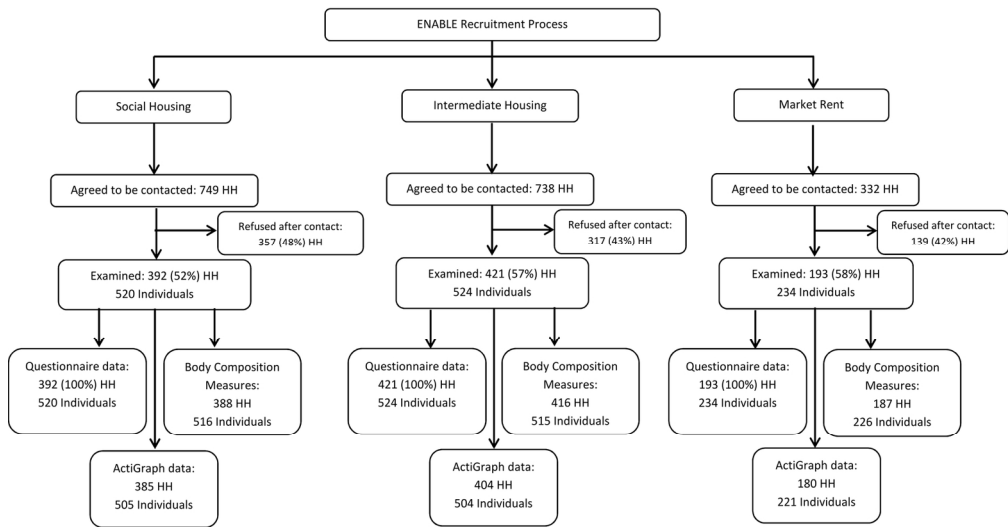 ENABLE Recruitment Process
Social Housing
Intermediate Housing
Market Rent
Agreed to be contacted: 749 HH
Agreed to be contacted: 738 HH
Agreed to be contacted: 332 HH
Refused after contact:
357 (48%) HH
Refused after contact:
317 (43%) HH
Refused after contact:
139 (42%) HH
Examined: 392 (52%) HH
520 Individuals
Examined: 421 (57%) HH
524 Individuals
Examined: 193 (58%) HH
234 Individuals
Questionnaire data:
392 (100%) HH
520 Individuals
Body Composition
Measures:
388 HH
516 Individuals
Questionnaire data:
421 (100%) HH
524 Individuals
Body Composition
Measures:
416 HH
515 Individuals
Questionnaire data:
193 (100%) HH
234 Individuals
Body Composition
Measures:
187 HH
226 Individuals
ActiGraph data:
385 HH
505 Individuals
ActiGraph data:
404 HH
504 Individuals
ActiGraph data:
180 HH
221 Individuals